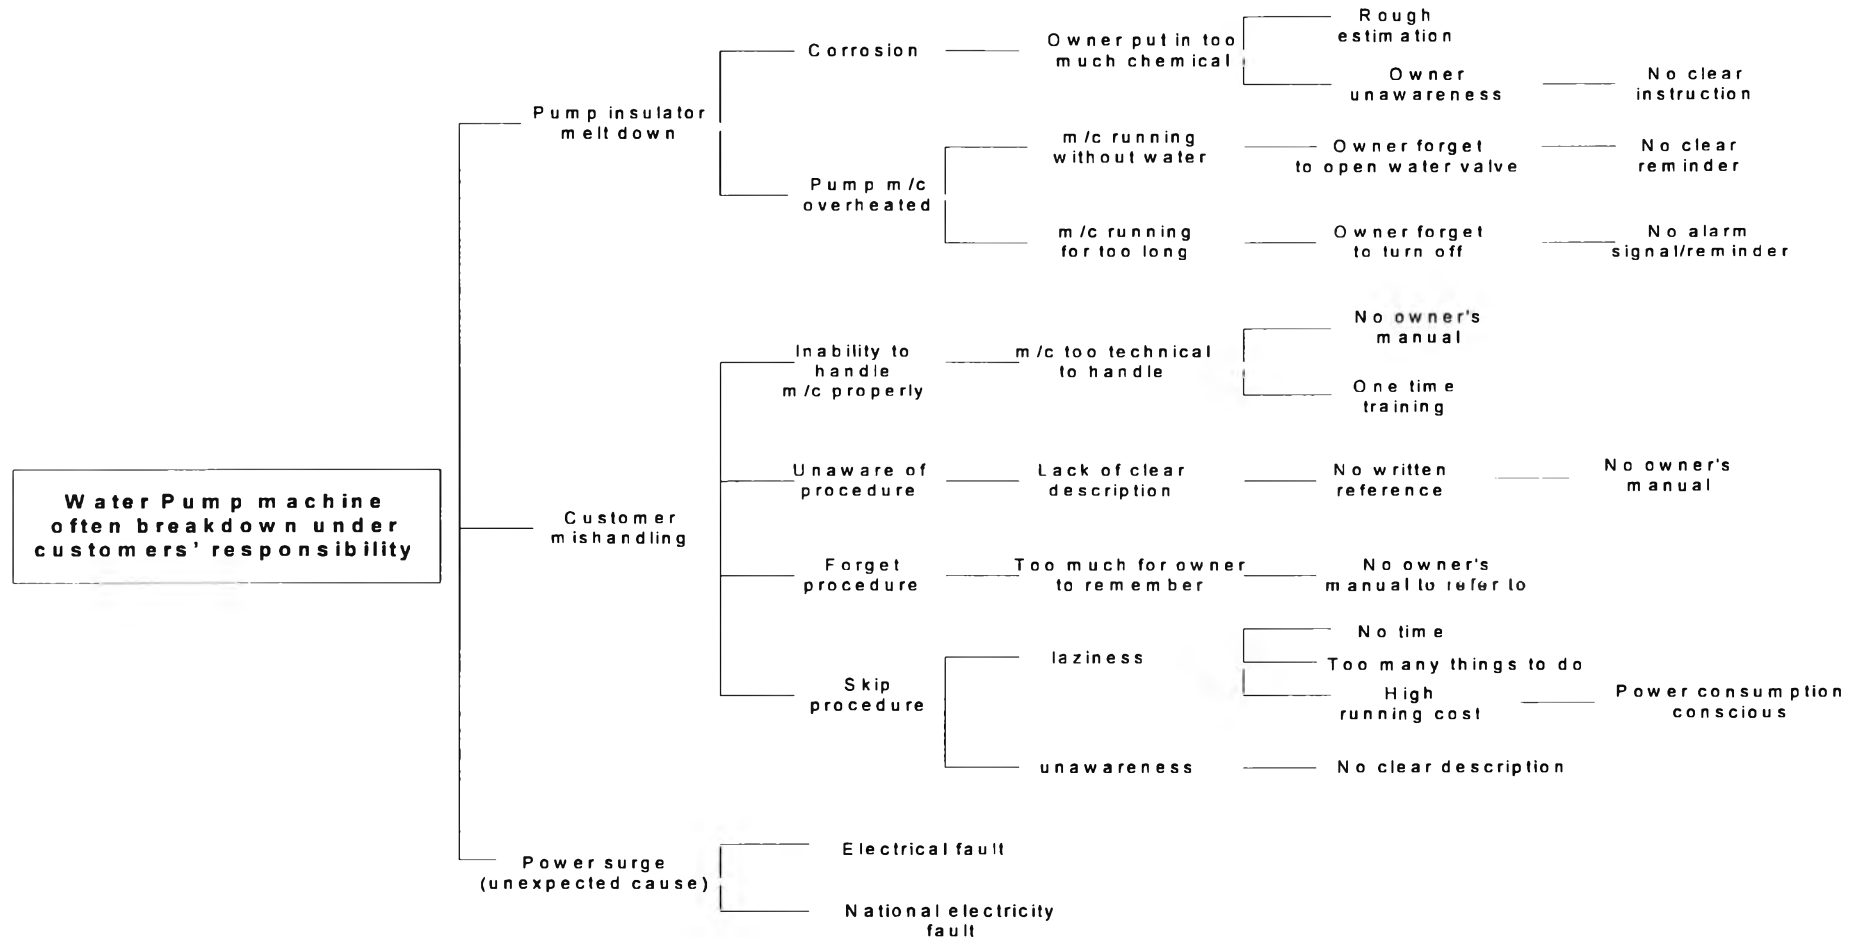 Rough
estimation
Corrosion
Owner put in too
much chemical
Owner
unawareness
No clear
instruction
Pump insulator
melt down
m/c running
without water
Owner forget
to open water valve
No clear
reminder
Pump m/c
overheated
m/c running
for too long
Owner forget
to turn off
No alarm
signal/reminder
No owner's
manual
Inability to
handle
m/c properly
m/c too technical
to handle
One time
training
Water Pump machine
often breakdown under
customers' responsibility
Customer
mishandling
Unaware of
procedure
Lack of clear
description
No written
reference
No owner's
manual
Forget
procedure
Too much for owner
to remember
No owner's
manual to refer to
Skip
procedure
laziness
No time
Too many things to do
High
running cost
Power consumption
conscious
unawareness
No clear description
Power surge
(unexpected cause)
Electrical fault
National electricity
fault